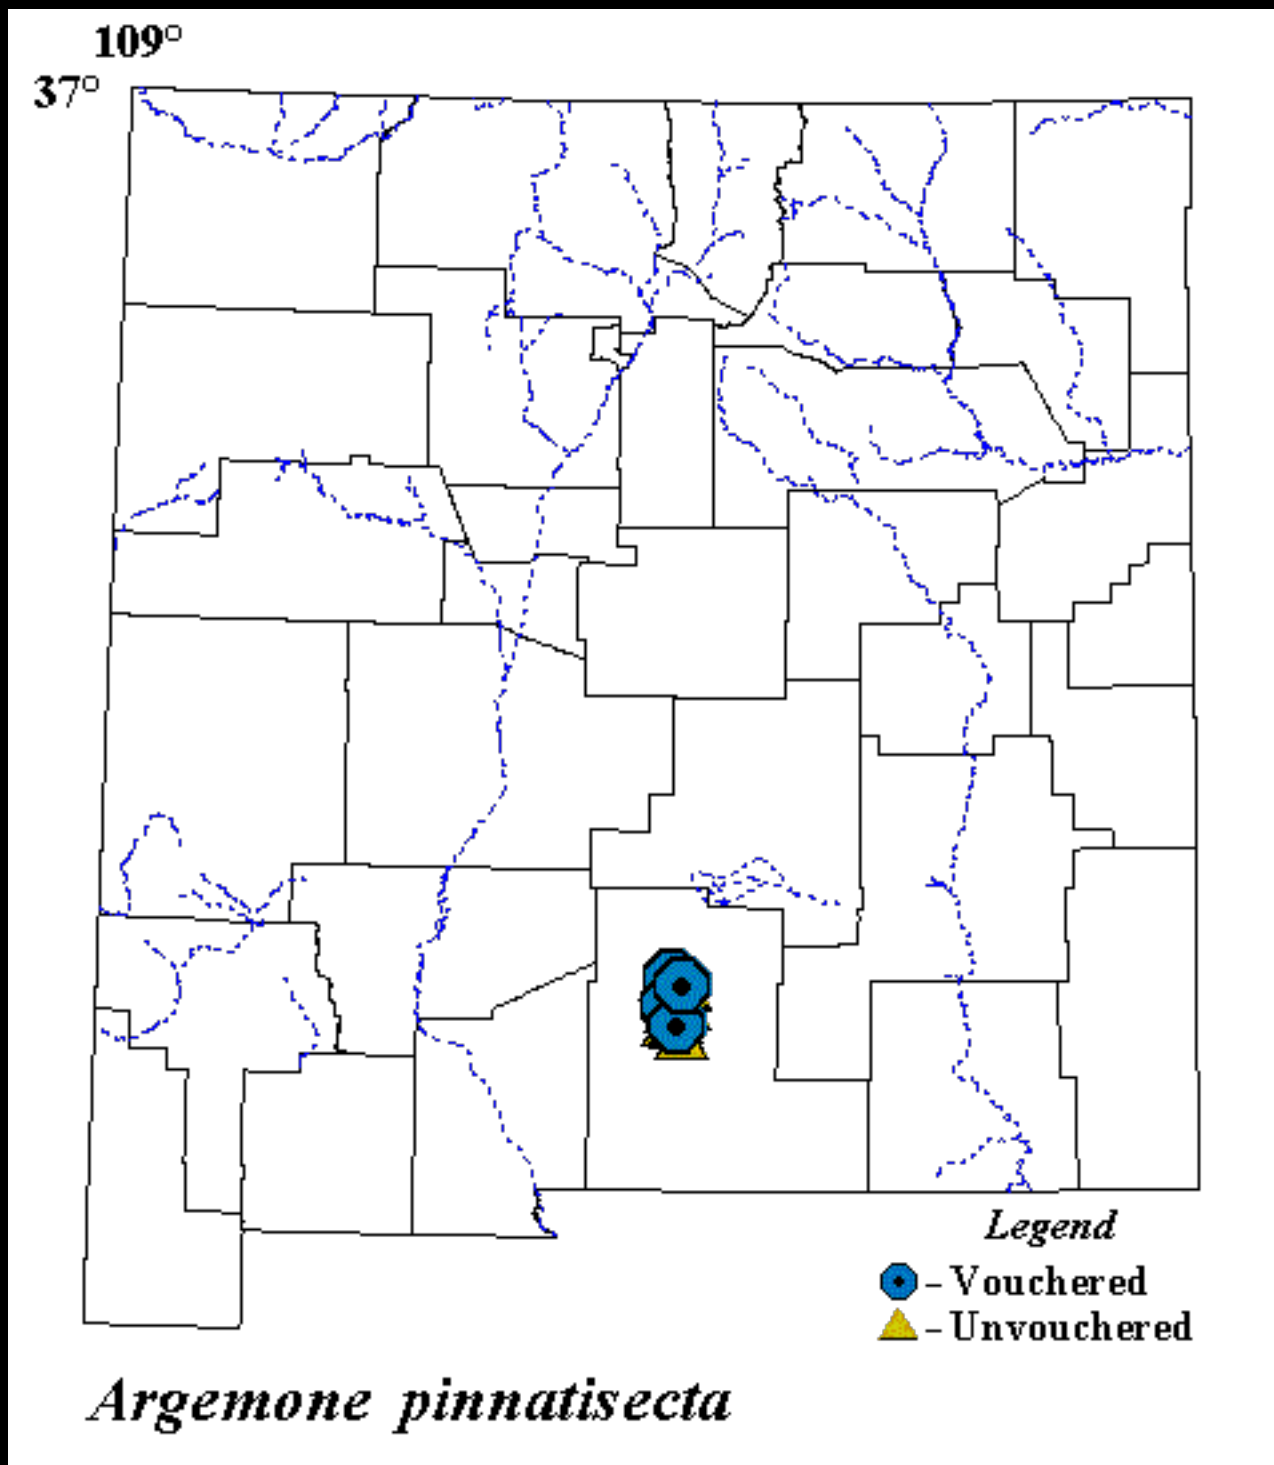 109°
37°
Legend
– Vouchered
– Unvouchered
Argemone pinnatisecta